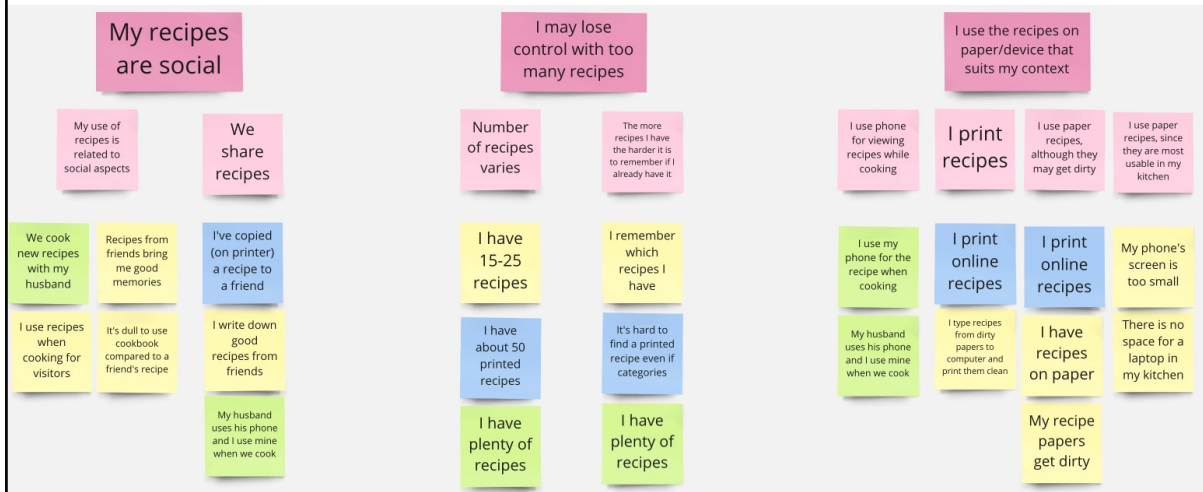 My recipes
are social
I may lose
control with too
many recipes
I use the recipes on
paper/device that
suits my context
My use of
recipes is
related to
social aspects
We
share
recipes
Number
of recipes
varies
The more
recipes I have
the harder it is
to remember if I
already have it
I use phone
for viewing
recipes while
cooking
I print
recipes
I use paper
recipes,
although they
may get dirty
I use paper
recipes, since
they are most
usable in my
kitchen
We cook
new recipes
with my
husband
Recipes from
friends bring
me good
memories
I've copied
(on printer)
a recipe to
a friend
I have
15-25
recipes
I remember
which
recipes I
have
I use my
phone for the
recipe when
cooking
I print
online
recipes
I print
online
recipes
My phone's
screen is
too small
I use recipes
when
cooking for
visitors
It's dull to use
cookbook
compared to a
friend's recipe
I write down
good
recipes from
friends
I have
about 50
printed
recipes
It's hard to
find a printed
recipe even if
categories
My husband
uses his phone
and I use mine
when we cook
I type recipes
from dirty
papers to
computer and
print them clean
I have
recipes
on paper
There is no
space for a
laptop in
my kitchen
My husband
uses his phone
and I use mine
when we cook
I have
plenty of
recipes
I have
plenty of
recipes
My recipe
papers
get dirty